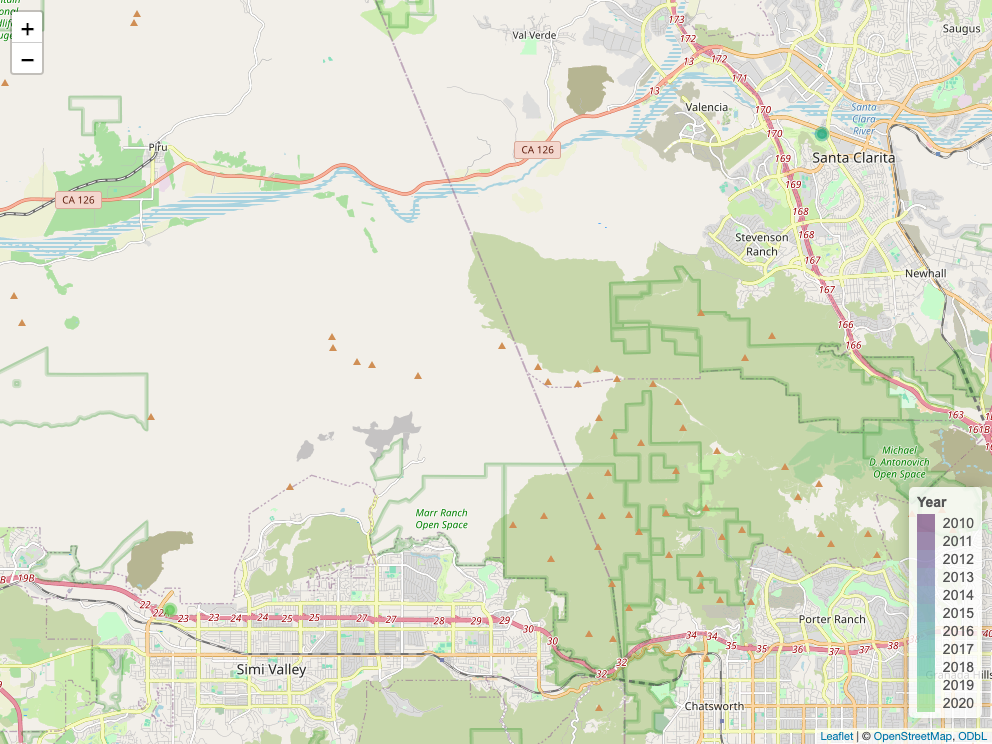 +
−
173
Saugus
Val Verde
172
172
13
171
13
Valencia
170
Santa
Clara
River
170
Piru
CA 126
169
Santa Clarita
169
CA 126
168
168
Stevenson
Ranch
167
Newhall
167
166
166
163
161B
Michael
D. Antonovich
Open Space
Marr Ranch
Open Space
19B
22
23
23
24
24
25
25
27
27
28
29
29
30
30
32
32
34
34
35
35
36
37
37
38
Porter Ranch
Simi Valley
Chatsworth
Granada Hills
Year
2010
2011
2012
2013
2014
2015
2016
2017
2018
2019
2020
Leaflet | © OpenStreetMap, ODbL